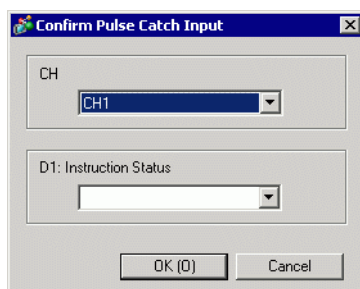 Confirm Pulse Catch Input
CH
CH1
D1: Instruction Status
OK (O)
Cancel